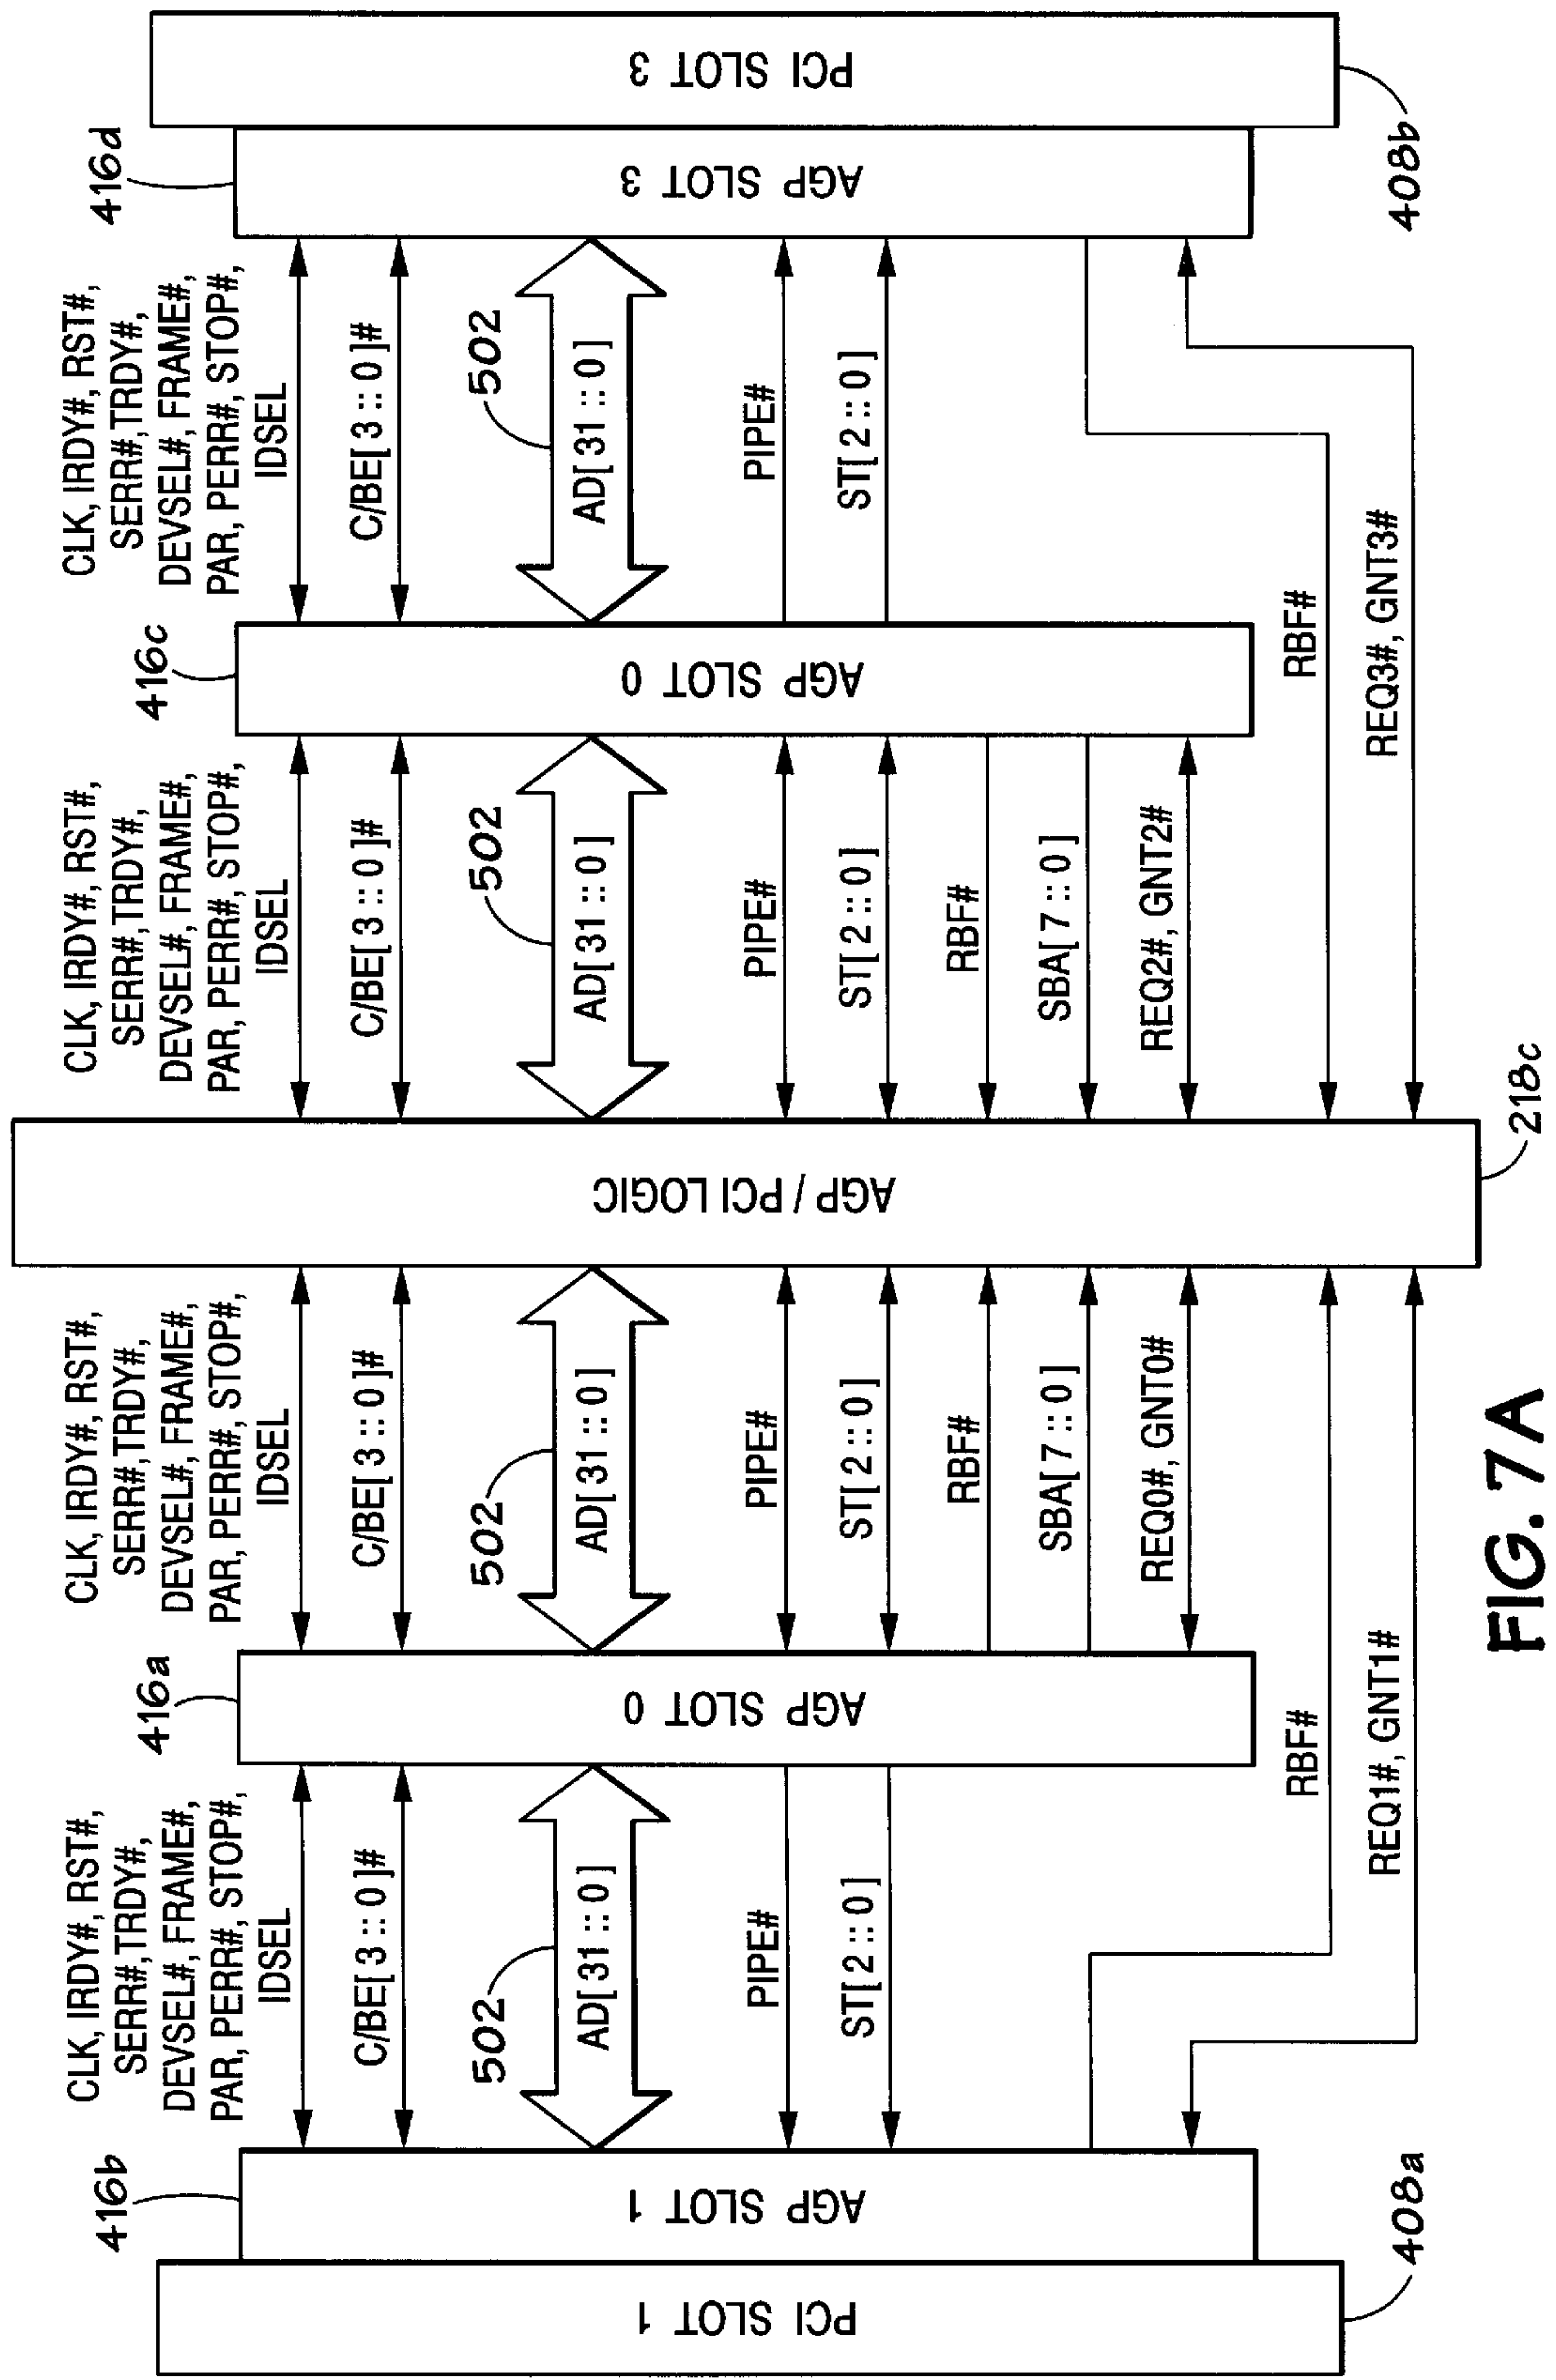 PCI SLOT 1
408a
416b
AGP SLOT 1
CLK, IRDY#, RST#,
SERR#,TRDY#,
DEVSEL#, FRAME#,
PAR, PERR#, STOP#,
IDSEL
C/BE[ 3 :: 0 ]#
502
AD[ 31 :: 0 ]
PIPE#
ST[ 2 :: 0 ]
416a
AGP SLOT 0
CLK, IRDY#, RST#,
SERR#,TRDY#,
DEVSEL#, FRAME#,
PAR, PERR#, STOP#,
IDSEL
C/BE[ 3 :: 0 ]#
502
AD[ 31 :: 0 ]
PIPE#
ST[ 2 :: 0 ]
RBF#
SBA[ 7 :: 0 ]
REQ0#, GNT0#
RBF#
REQ1#, GNT1#
AGP / PCI LOGIC
218c
CLK, IRDY#, RST#,
SERR#,TRDY#,
DEVSEL#, FRAME#,
PAR, PERR#, STOP#,
IDSEL
C/BE[ 3 :: 0 ]#
502
AD[ 31 :: 0 ]
PIPE#
ST[ 2 :: 0 ]
RBF#
SBA[ 7 :: 0 ]
REQ2#, GNT2#
416c
AGP SLOT 0
CLK, IRDY#, RST#,
SERR#,TRDY#,
DEVSEL#, FRAME#,
PAR, PERR#, STOP#,
IDSEL
C/BE[ 3 :: 0 ]#
502
AD[ 31 :: 0 ]
PIPE#
ST[ 2 :: 0 ]
RBF#
REQ3#, GNT3#
416d
AGP SLOT 3
PCI SLOT 3
408b
FIG. 7A